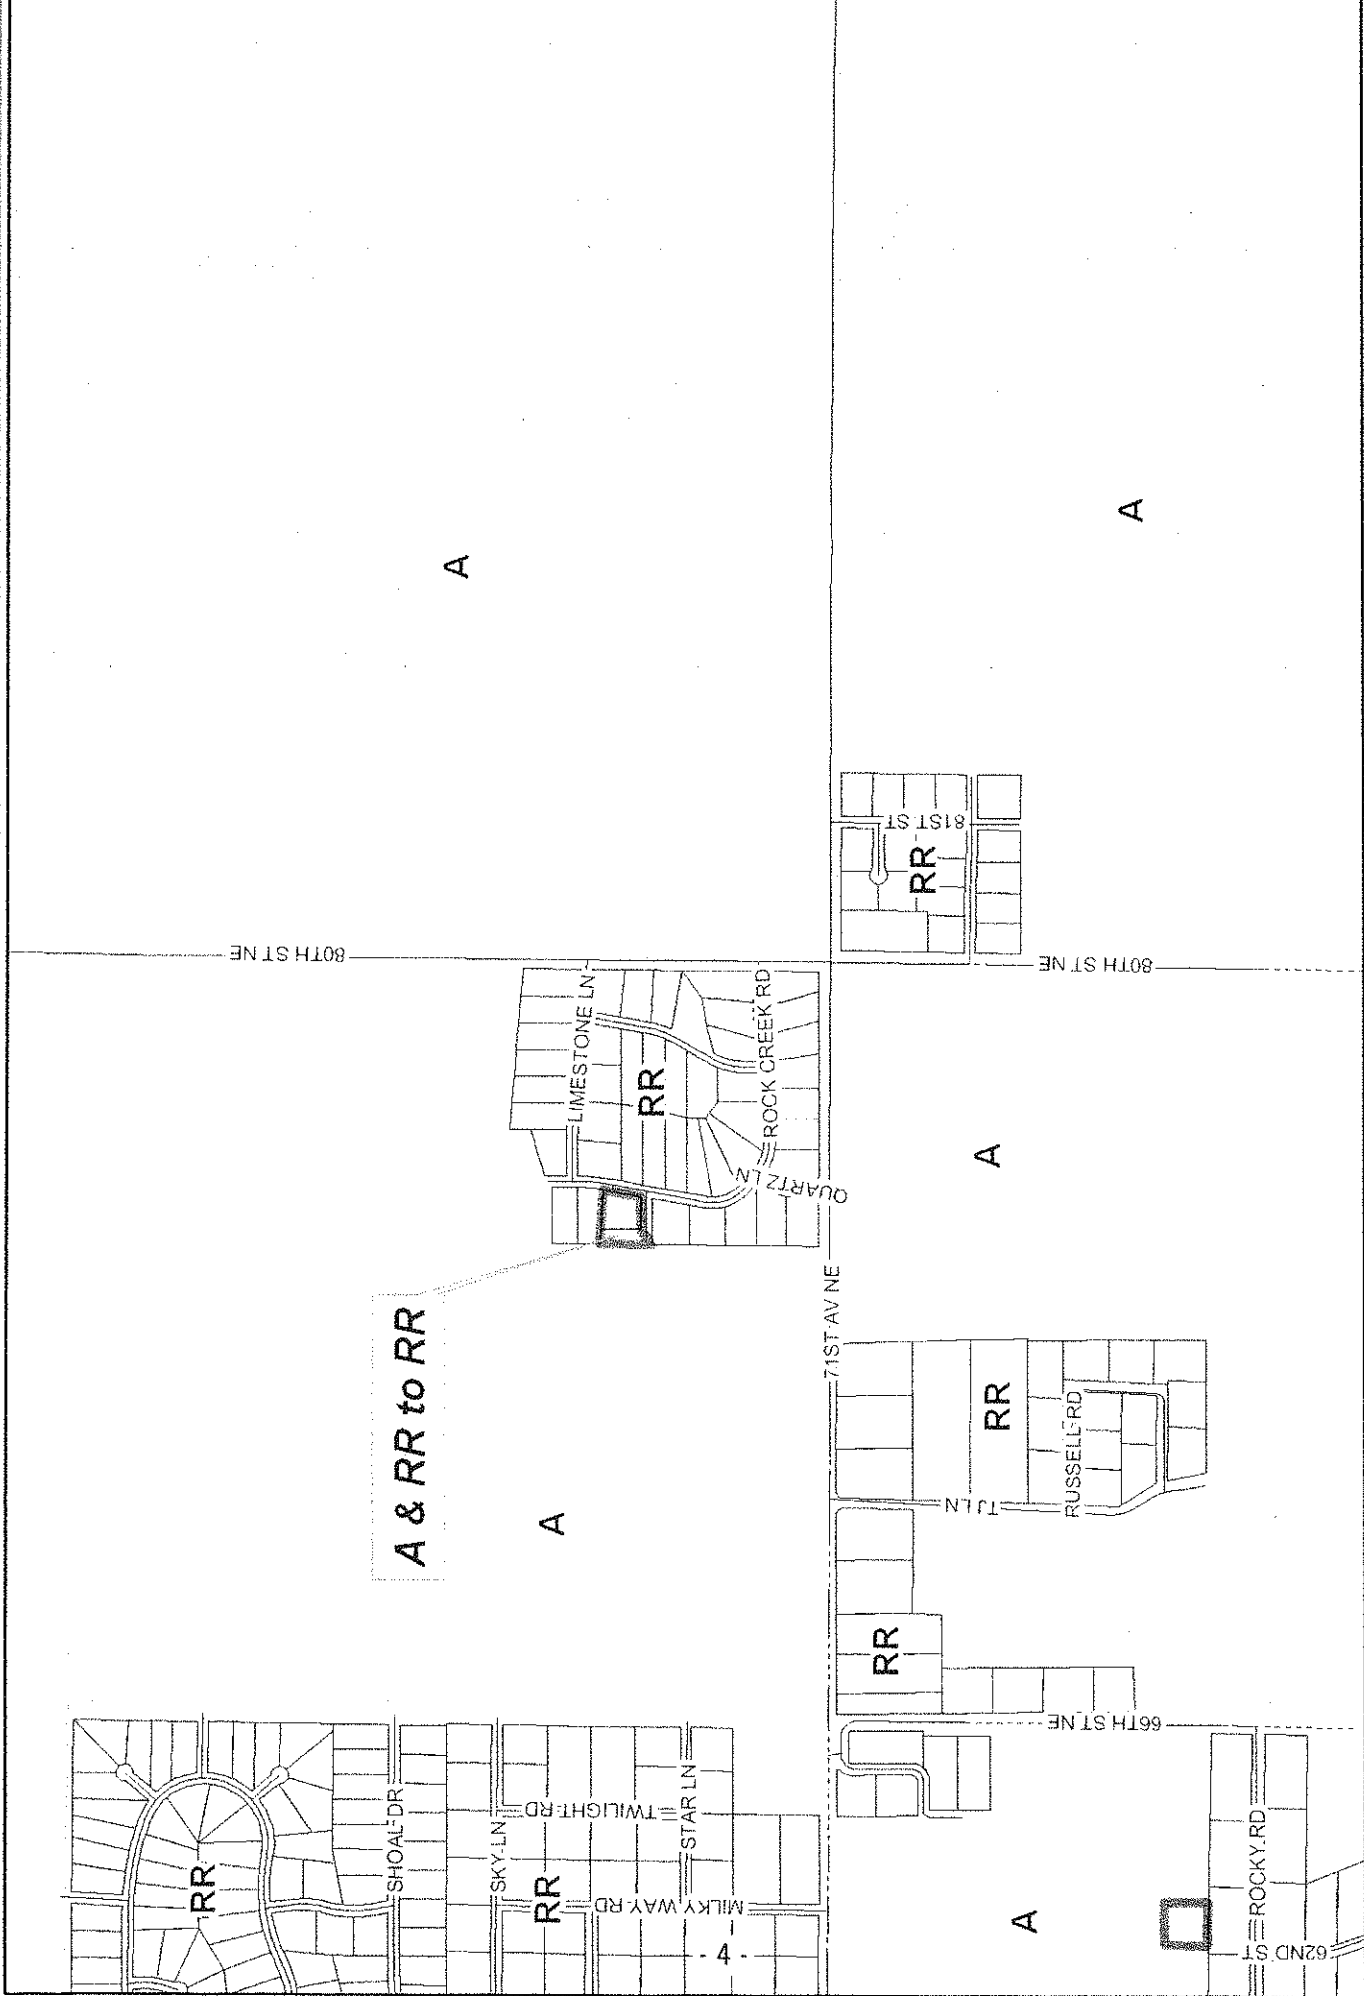 A
A
80TH ST NE
80TH ST NE
81ST ST
RR
LIMESTONE LN
RR
ROCK CREEK RD
QUARTZ LN
A
A & RR to RR
A
71ST AV NE
RR
TJ LN
RUSSELL RD
RR
66TH ST NE
RR
SHOAL DR
SKY LN
TWILIGHT RD
STAR LN
RR
MILKY WAY RD
A
ROCKY RD
62ND ST
- 4 -